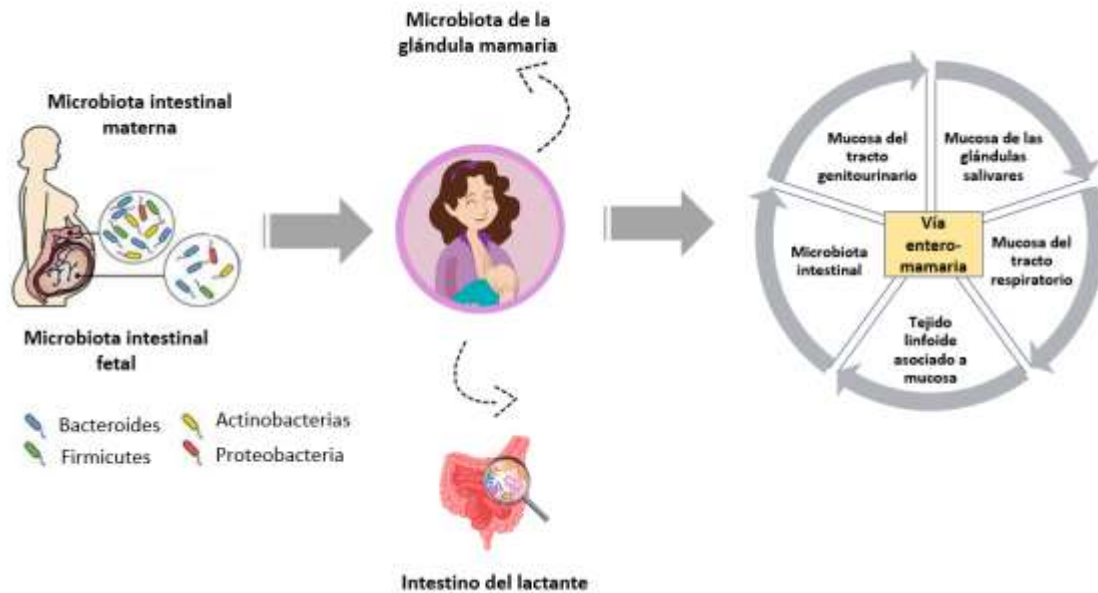 Microbiota de la
glándula mamaria
Microbiota intestinal
materna
Microbiota intestinal
fetal
Bacteroides
Actinobacterias
Firmicutes
Proteobacteria
Intestino del lactante
Mucosa del
tracto
genitourinario
Mucosa de las
glándulas
salivares
Microbiota
intestinal
Vía
entero-
mamaria
Mucosa del
tracto
respiratorio
Tejido
linfoide
asociado a
mucosa